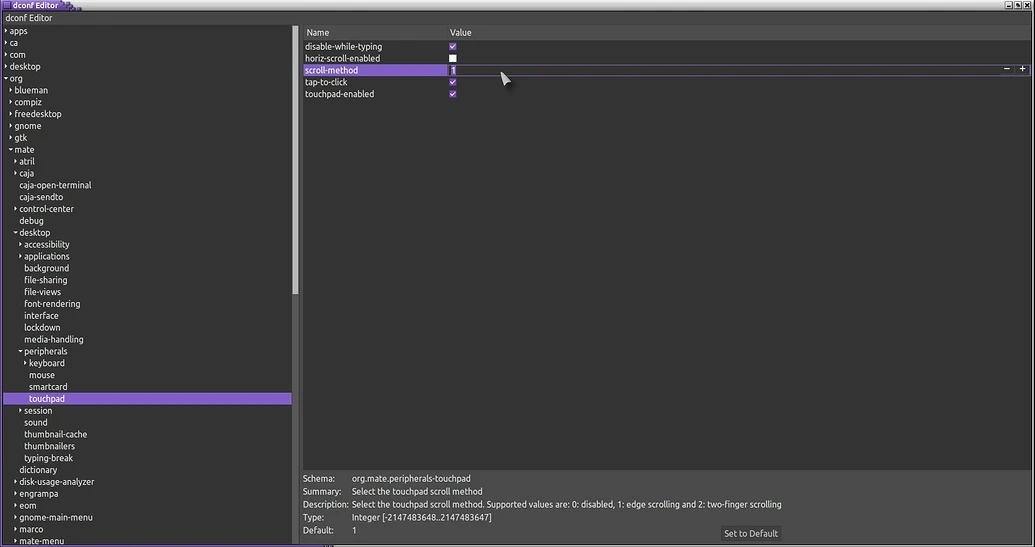 dconf Editor
dconf Editor
apps
ca
com
desktop
org
blueman
compiz
freedesktop
gnome
gtk
mate
atril
caja
caja-open-terminal
caja-sendto
control-center
debug
desktop
accessibility
applications
background
file-sharing
file-views
font-rendering
interface
lockdown
media-handling
peripherals
keyboard
mouse
smartcard
touchpad
session
sound
thumbnail-cache
thumbnailers
typing-break
dictionary
disk-usage-analyzer
engrampa
eom
gnome-main-menu
marco
mate-menu
Name Value
disable-while-typing
horiz-scroll-enabled
scroll-method 1
tap-to-click
touchpad-enabled
Schema: org.mate.peripherals-touchpad
Summary: Select the touchpad scroll method
Description: Select the touchpad scroll method. Supported values are: 0: disabled, 1: edge scrolling and 2: two-finger scrolling
Type: Integer [-2147483648..2147483647]
Default: 1
Set to Default